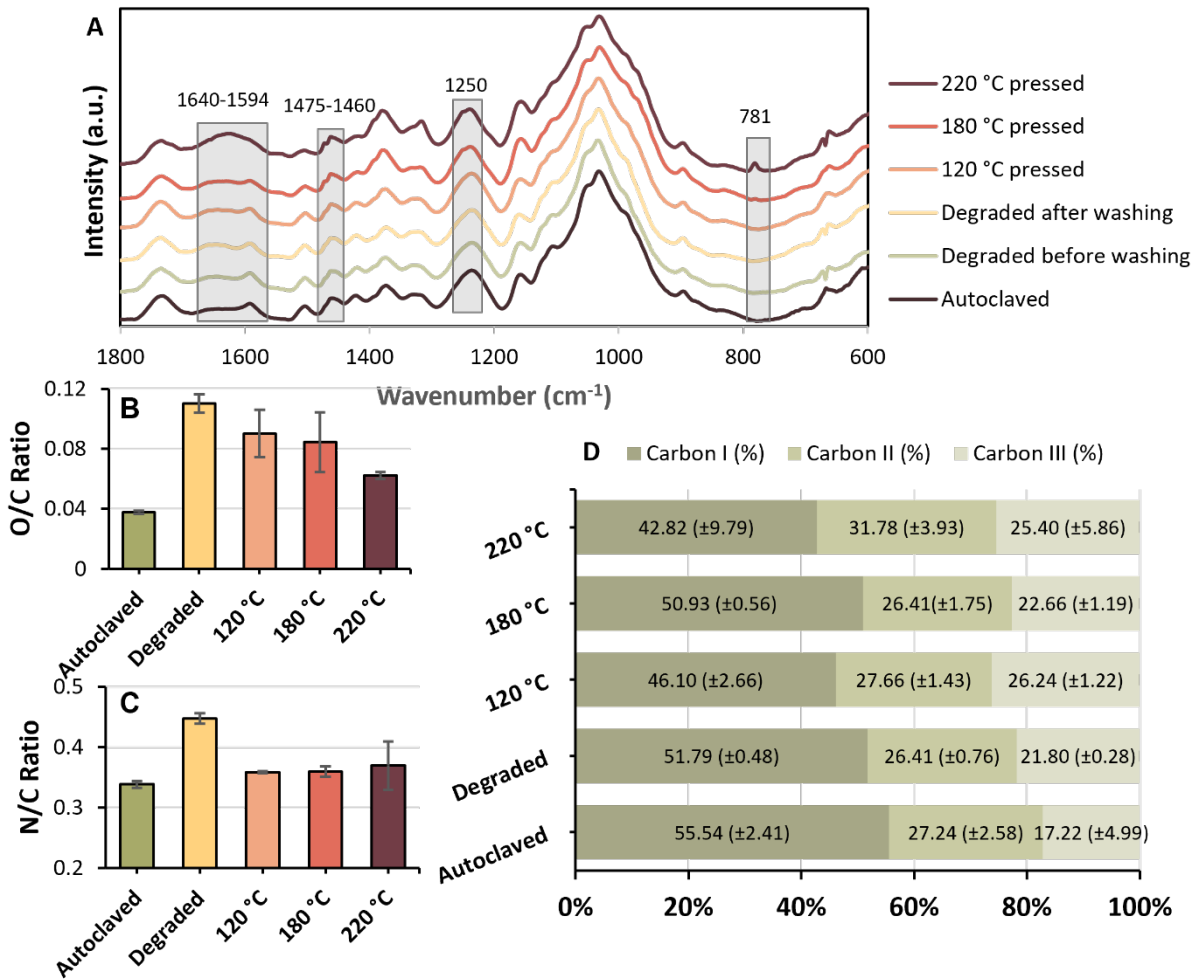 A
1640-1594
1475-1460
1250
781
Intensity (a.u.)
1800
1600
1400
1200
1000
800
600
Wavenumber (cm⁻¹)
220 °C pressed
180 °C pressed
120 °C pressed
Degraded after washing
Degraded before washing
Autoclaved
B
O/C Ratio
0.12
0.08
0.04
0
Autoclaved
Degraded
120 °C
180 °C
220 °C
C
N/C Ratio
0.5
0.4
0.3
0.2
Autoclaved
Degraded
120 °C
180 °C
220 °C
D
Carbon I (%) Carbon II (%) Carbon III (%)
220 °C
42.82 (±9.79) 31.78 (±3.93) 25.40 (±5.86)
180 °C
50.93 (±0.56) 26.41(±1.75) 22.66 (±1.19)
120 °C
46.10 (±2.66) 27.66 (±1.43) 26.24 (±1.22)
Degraded
51.79 (±0.48) 26.41 (±0.76) 21.80 (±0.28)
Autoclaved
55.54 (±2.41) 27.24 (±2.58) 17.22 (±4.99)
0% 20% 40% 60% 80% 100%